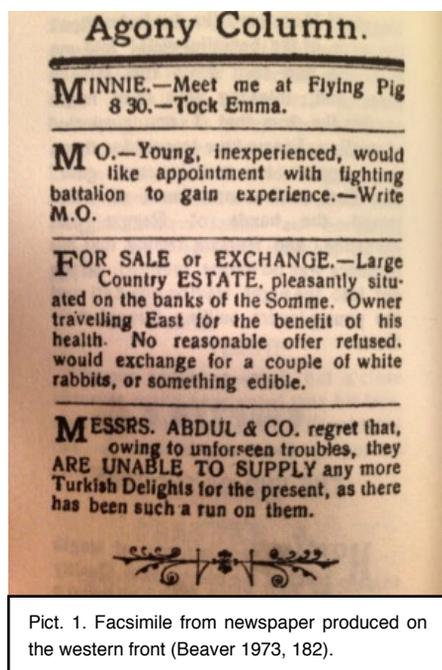 Agony Column.
MINNIE.—Meet me at Flying Pig
8 30.—Tock Emma.
M O.—Young, inexperienced, would
like appointment with fighting
battalion to gain experience.—Write
M.O.
FOR SALE or EXCHANGE.—Large
Country ESTATE, pleasantly situ-
ated on the banks of the Somme. Owner
travelling East for the benefit of his
health. No reasonable offer refused.
would exchange for a couple of white
rabbits, or something edible.
MESSRS. ABDUL & CO. regret that,
owing to unforseen troubles, they
ARE UNABLE TO SUPPLY any more
Turkish Delights for the present, as there
has been such a run on them.
Pict. 1. Facsimile from newspaper produced on
the western front (Beaver 1973, 182).